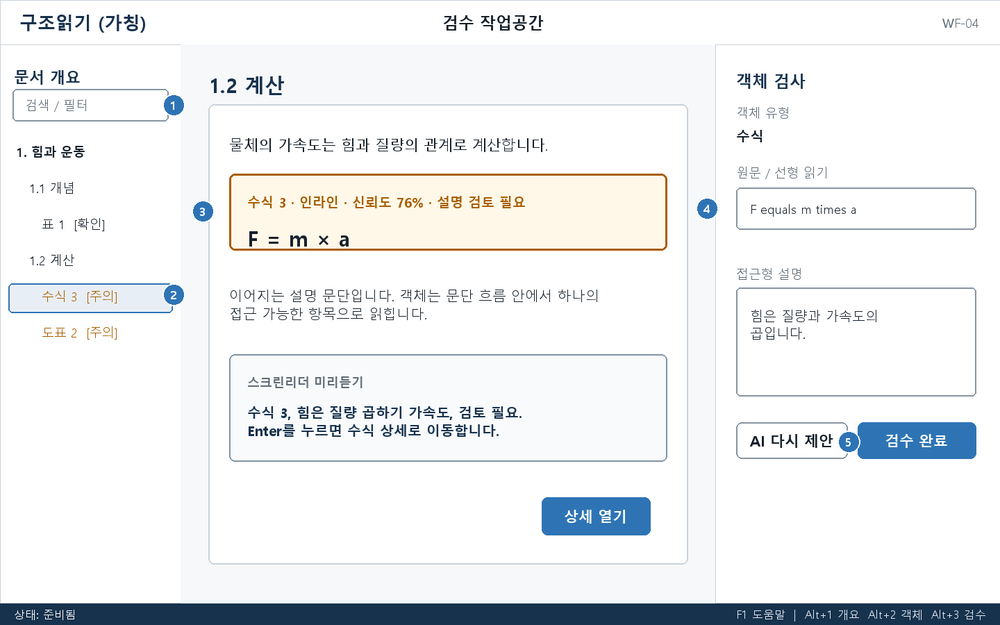 구조읽기 (가칭)
검수 작업공간
WF-04
문서 개요
검색 / 필터
1
1. 힘과 운동
1.1 개념
표 1 [확인]
1.2 계산
수식 3 [주의]
2
도표 2 [주의]
1.2 계산
물체의 가속도는 힘과 질량의 관계로 계산합니다.
3
수식 3 · 인라인 · 신뢰도 76% · 설명 검토 필요
F = m × a
이어지는 설명 문단입니다. 객체는 문단 흐름 안에서 하나의
접근 가능한 항목으로 읽힙니다.
스크린리더 미리듣기
수식 3, 힘은 질량 곱하기 가속도, 검토 필요.
Enter를 누르면 수식 상세로 이동합니다.
상세 열기
객체 검사
객체 유형
수식
원문 / 선형 읽기
4
F equals m times a
접근형 설명
힘은 질량과 가속도의
곱입니다.
AI 다시 제안
5
검수 완료
상태: 준비됨
F1 도움말 | Alt+1 개요 Alt+2 객체 Alt+3 검수